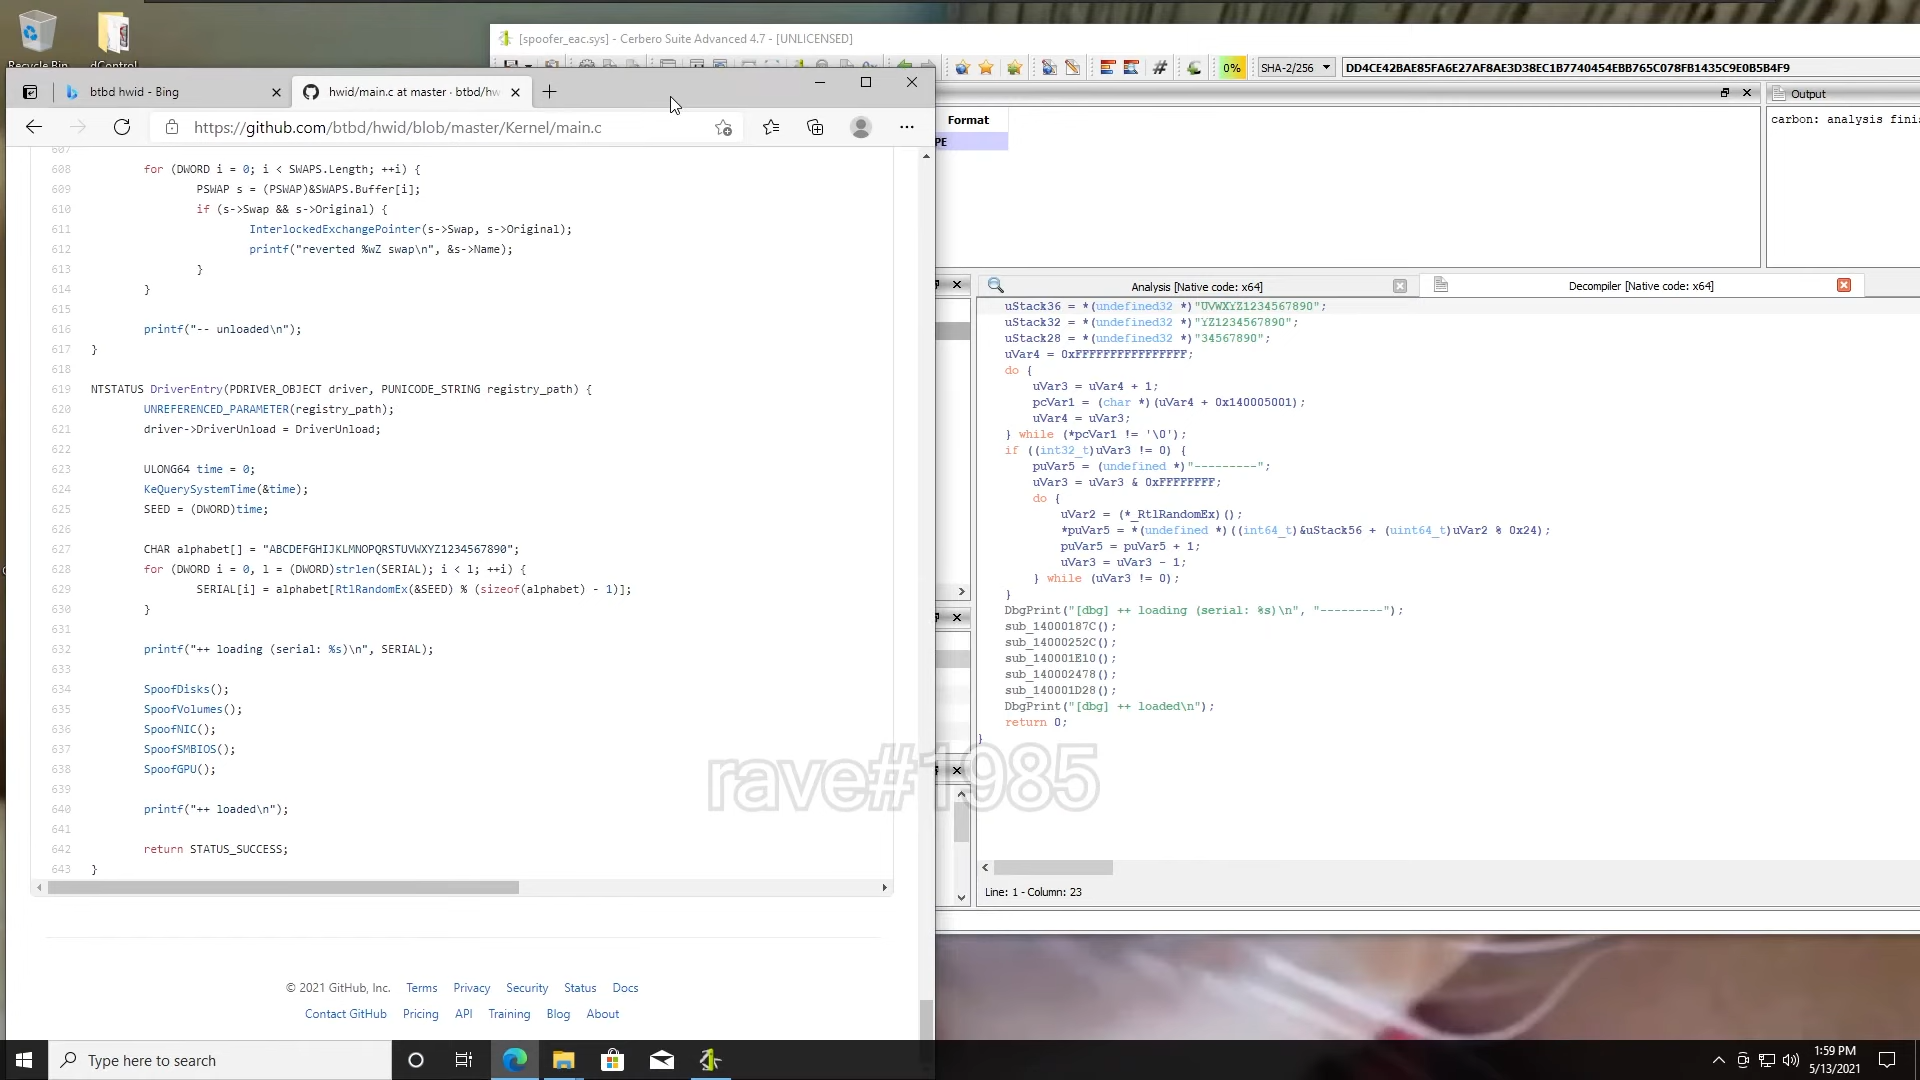 Recycle Bin
dControl
[spoofer_eac.sys] - Cerbero Suite Advanced 4.7 - [UNLICENSED]
0%
SHA-2/256
DD4CE42BAE85FA6E27AF8AE3D38EC1B7740454EBB765C078FB1435C9E0B5B4F9
btbd hwid - Bing
hwid/main.c at master · btbd/hw
https://github.com/btbd/hwid/blob/master/Kernel/main.c
607
608 for (DWORD i = 0; i < SWAPS.Length; ++i) {
609 PSWAP s = (PSWAP)&SWAPS.Buffer[i];
610 if (s->Swap && s->Original) {
611 InterlockedExchangePointer(s->Swap, s->Original);
612 printf("reverted %wZ swap\n", &s->Name);
613 }
614 }
615
616 printf("-- unloaded\n");
617 }
618
619 NTSTATUS DriverEntry(PDRIVER_OBJECT driver, PUNICODE_STRING registry_path) {
620 UNREFERENCED_PARAMETER(registry_path);
621 driver->DriverUnload = DriverUnload;
622
623 ULONG64 time = 0;
624 KeQuerySystemTime(&time);
625 SEED = (DWORD)time;
626
627 CHAR alphabet[] = "ABCDEFGHIJKLMNOPQRSTUVWXYZ1234567890";
628 for (DWORD i = 0, l = (DWORD)strlen(SERIAL); i < l; ++i) {
629 SERIAL[i] = alphabet[RtlRandomEx(&SEED) % (sizeof(alphabet) - 1)];
630 }
631
632 printf("++ loading (serial: %s)\n", SERIAL);
633
634 SpoofDisks();
635 SpoofVolumes();
636 SpoofNIC();
637 SpoofSMBIOS();
638 SpoofGPU();
639
640 printf("++ loaded\n");
641
642 return STATUS_SUCCESS;
643 }
© 2021 GitHub, Inc. Terms Privacy Security Status Docs
Contact GitHub Pricing API Training Blog About
Format
PE
Output
carbon: analysis finis
Analysis [Native code: x64]
Decompiler [Native code: x64]
uStack36 = *(undefined32 *)"UVWXYZ1234567890";
uStack32 = *(undefined32 *)"YZ1234567890";
uStack28 = *(undefined32 *)"34567890";
uVar4 = 0xFFFFFFFFFFFFFFFF;
do {
uVar3 = uVar4 + 1;
pcVar1 = (char *)(uVar4 + 0x140005001);
uVar4 = uVar3;
} while (*pcVar1 != '\0');
if ((int32_t)uVar3 != 0) {
puVar5 = (undefined *)"---------";
uVar3 = uVar3 & 0xFFFFFFFF;
do {
uVar2 = (*_RtlRandomEx)();
*puVar5 = *(undefined *)((int64_t)&uStack56 + (uint64_t)uVar2 % 0x24);
puVar5 = puVar5 + 1;
uVar3 = uVar3 - 1;
} while (uVar3 != 0);
}
DbgPrint("[dbg] ++ loading (serial: %s)\n", "---------");
sub_14000187C();
sub_14000252C();
sub_140001E10();
sub_140002478();
sub_140001D28();
DbgPrint("[dbg] ++ loaded\n");
return 0;
}
rave#1985
Line: 1 - Column: 23
Type here to search
1:59 PM
5/13/2021